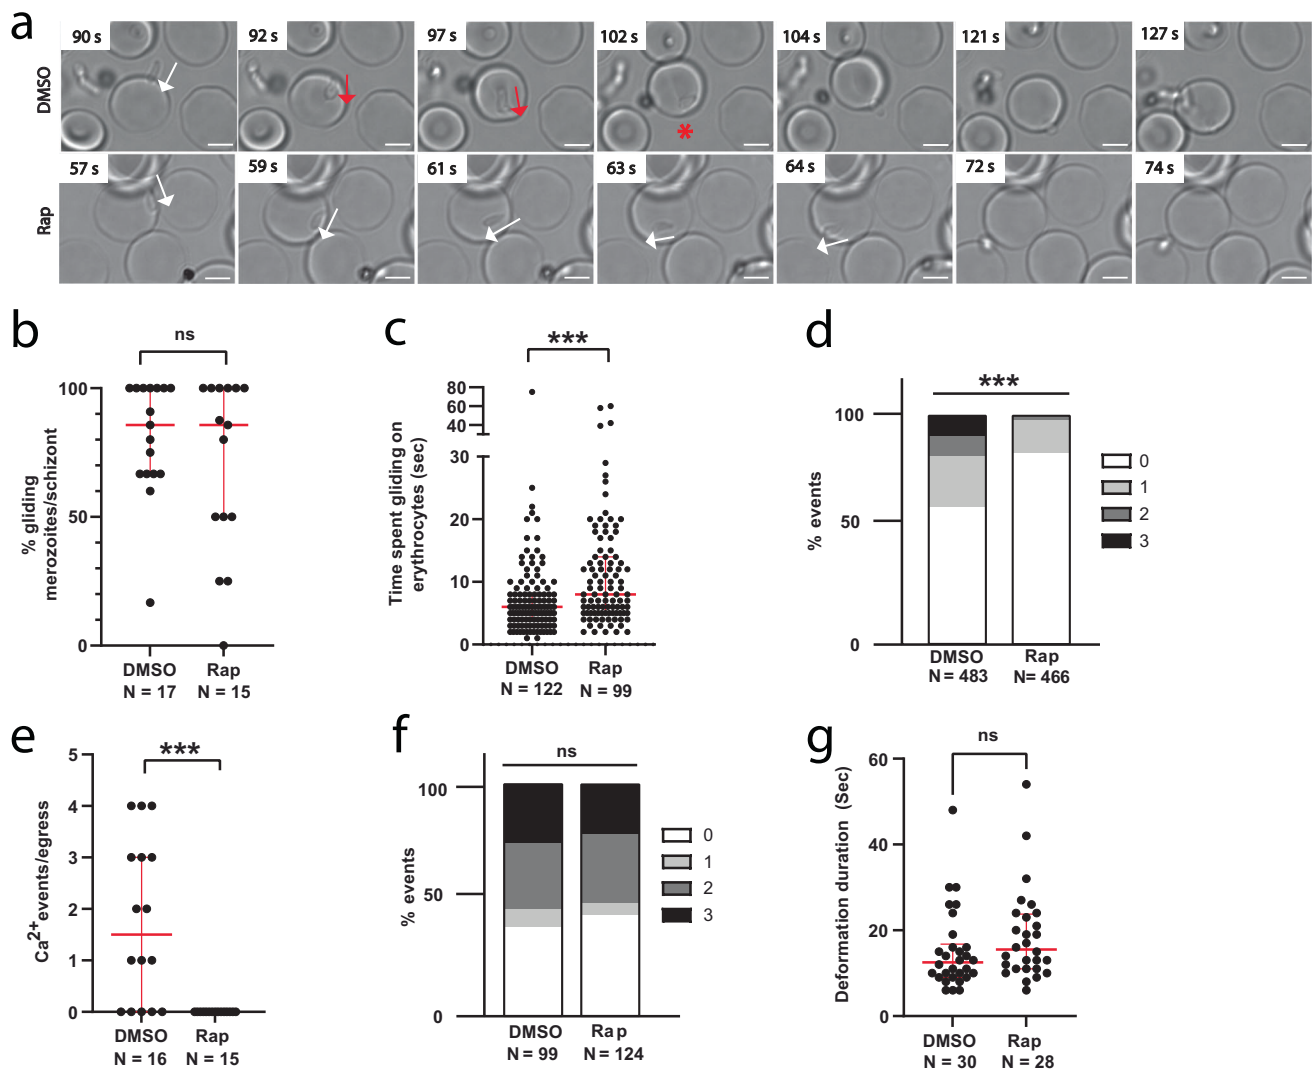 a
DMSO
90 s
92 s
97 s
102 s
104 s
121 s
127 s
*
Rap
57 s
59 s
61 s
63 s
64 s
72 s
74 s
b
ns
% gliding
merozoites/schizont
100
50
0
DMSO
Rap
N = 17
N = 15
c
***
Time spent gliding on
erythrocytes (sec)
80
60
40
30
20
10
0
DMSO
Rap
N = 122
N = 99
d
***
% events
100
50
0
0
1
2
3
DMSO
Rap
N= 483
N= 466
e
***
Ca2+events/egress
5
4
3
2
1
0
DMSO
Rap
N = 16
N = 15
f
ns
% events
100
50
0
0
1
2
3
DMSO
Rap
N = 99
N = 124
g
ns
Deformation duration (Sec)
60
40
20
0
DMSO
Rap
N = 30
N = 28